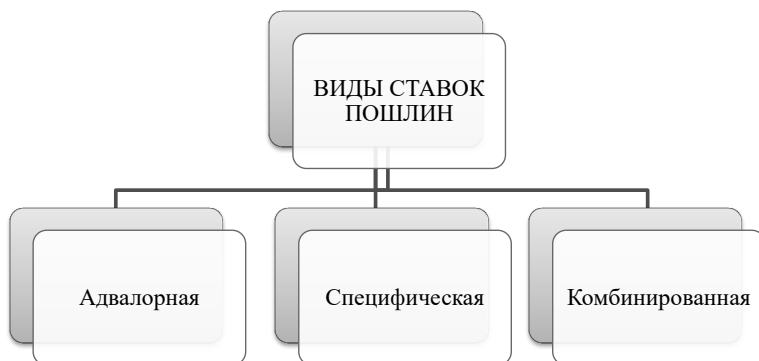 ВИДЫ СТАВОК
ПОШЛИН
Адвалорная
Специфическая
Комбинированная